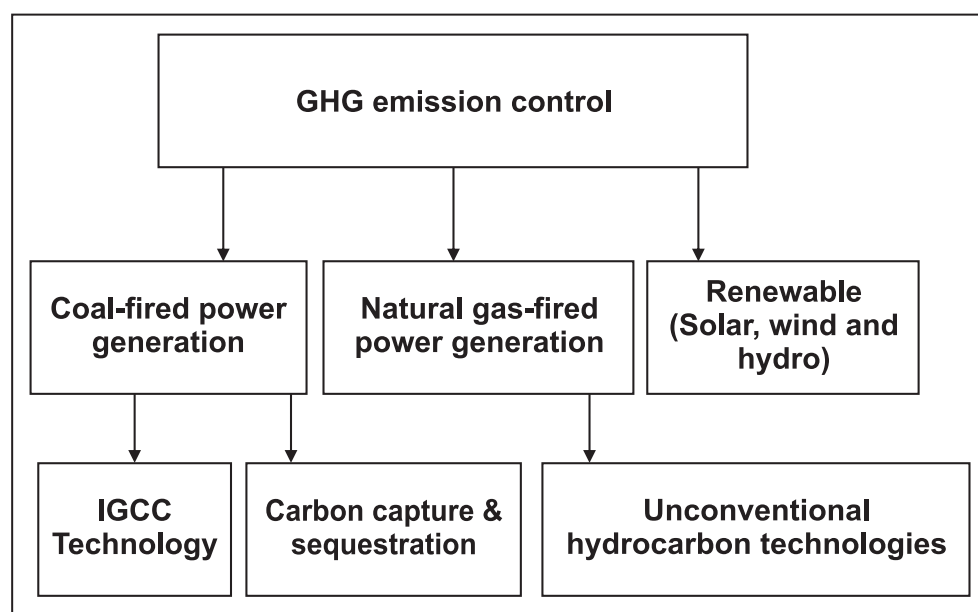 GHG emission control
Coal-fired power
generation
Natural gas-fired
power generation
Renewable
(Solar, wind and
hydro)
IGCC
Technology
Carbon capture &
sequestration
Unconventional
hydrocarbon technologies